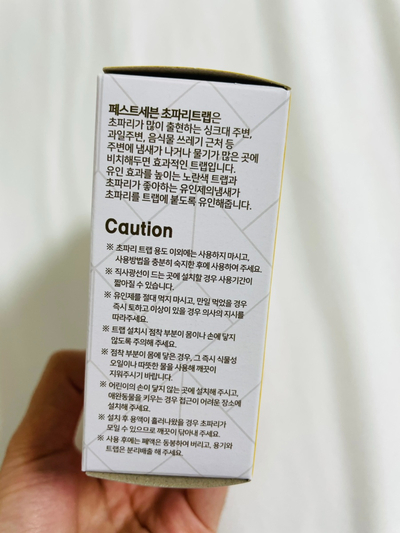 페스트세븐 초파리트랩은
초파리가 많이 출현하는 싱크대 주변,
과일주변, 음식물 쓰레기 근처 등
주변에 냄새가 나거나 물기가 많은 곳에
비치해두면 효과적인 트랩입니다.
유인 효과를 높이는 노란색 트랩과
초파리가 좋아하는 유인제의냄새가
초파리를 트랩에 붙도록 유인해줍니다.
Caution
※ 초파리 트랩 용도 이외에는 사용하지 마시고,
사용방법을 충분히 숙지한 후에 사용하여 주세요.
※ 직사광선이 드는 곳에 설치할 경우 사용기간이
짧아질 수 있습니다.
※ 유인제를 절대 먹지 마시고, 만일 먹었을 경우
즉시 토하고 이상이 있을 경우 의사의 지시를
따라주세요.
※ 트랩 설치시 점착 부분이 몸이나 손에 닿지
않도록 주의해 주세요.
※ 점착 부분이 몸에 닿은 경우, 그 즉시 식물성
오일이나 따뜻한 물을 사용해 깨끗이
지워주시기 바랍니다.
※ 어린이의 손이 닿지 않는 곳에 설치해 주시고,
애완동물을 키우는 경우 접근이 어려운 장소에
설치해 주세요.
※ 설치 후 용액이 흘러나왔을 경우 초파리가
모일 수 있으므로 깨끗이 닦아내 주세요.
※ 사용 후에는 폐액은 동봉하여 버리고, 용기와
트랩은 분리배출 해 주세요.